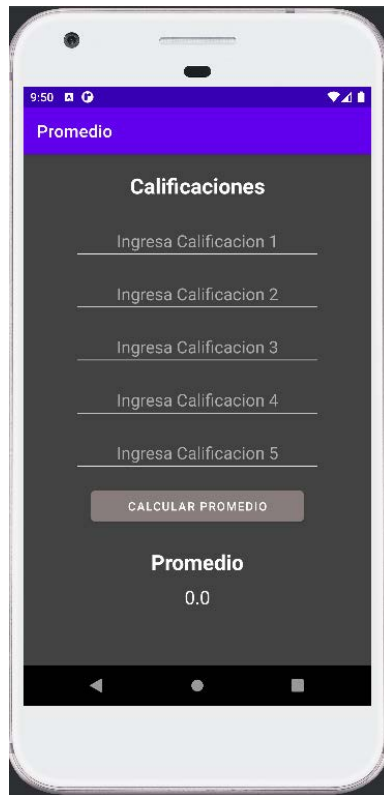 9:50
Promedio
Calificaciones
Ingresa Calificacion 1
Ingresa Calificacion 2
Ingresa Calificacion 3
Ingresa Calificacion 4
Ingresa Calificacion 5
CALCULAR PROMEDIO
Promedio
0.0